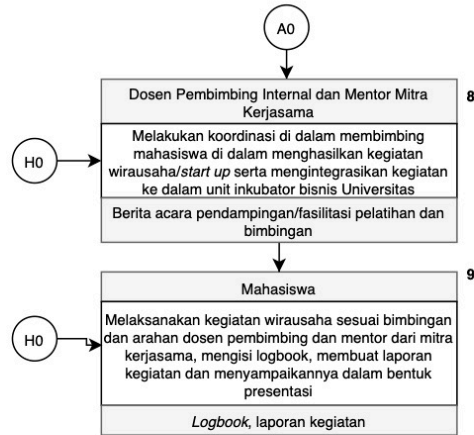 A0
Dosen Pembimbing Internal dan Mentor Mitra
Kerjasama
8
H0
Melakukan koordinasi di dalam membimbing
mahasiswa di dalam menghasilkan kegiatan
wirausaha/start up serta mengintegrasikan kegiatan
ke dalam unit inkubator bisnis Universitas
Berita acara pendampingan/fasilitasi pelatihan dan
bimbingan
Mahasiswa
9
H0
Melaksanakan kegiatan wirausaha sesuai bimbingan
dan arahan dosen pembimbing dan mentor dari mitra
kerjasama, mengisi logbook, membuat laporan
kegiatan dan menyampaikannya dalam bentuk
presentasi
Logbook, laporan kegiatan